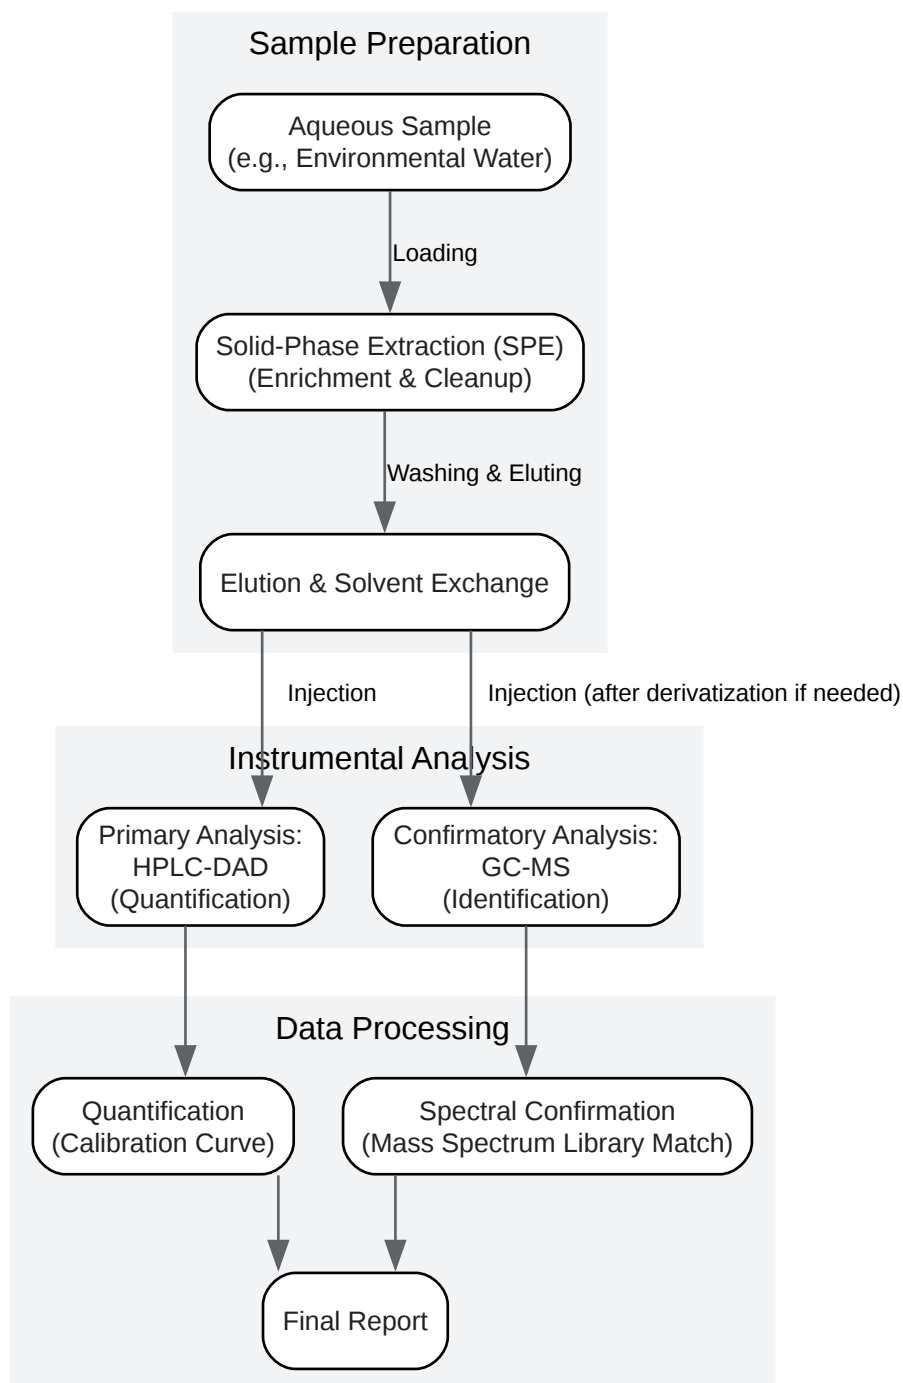 Sample Preparation
Aqueous Sample
(e.g., Environmental Water)
Loading
Solid-Phase Extraction (SPE)
(Enrichment & Cleanup)
Washing & Eluting
Elution & Solvent Exchange
Injection
Injection (after derivatization if needed)
Instrumental Analysis
Primary Analysis:
HPLC-DAD
(Quantification)
Confirmatory Analysis:
GC-MS
(Identification)
Data Processing
Quantification
(Calibration Curve)
Spectral Confirmation
(Mass Spectrum Library Match)
Final Report